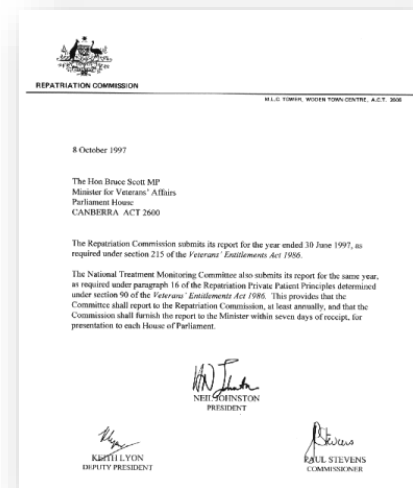 REPATRIATION COMMISSION
M.L.C. TOWER, WODEN TOWN CENTRE, A.C.T. 2606
8 October 1997
The Hon Bruce Scott MP
Minister for Veterans' Affairs
Parliament House
CANBERRA ACT 2600
The Repatriation Commission submits its report for the year ended 30 June 1997, as
required under section 215 of the Veterans' Entitlements Act 1986.
The National Treatment Monitoring Committee also submits its report for the same year,
as required under paragraph 16 of the Repatriation Private Patient Principles determined
under section 90 of the Veterans' Entitlements Act 1986. This provides that the
Committee shall report to the Repatriation Commission, at least annually, and that the
Commission shall furnish the report to the Minister within seven days of receipt, for
presentation to each House of Parliament.
NEIL JOHNSTON
PRESIDENT
KEITH LYON
DEPUTY PRESIDENT
PAUL STEVENS
COMMISSIONER